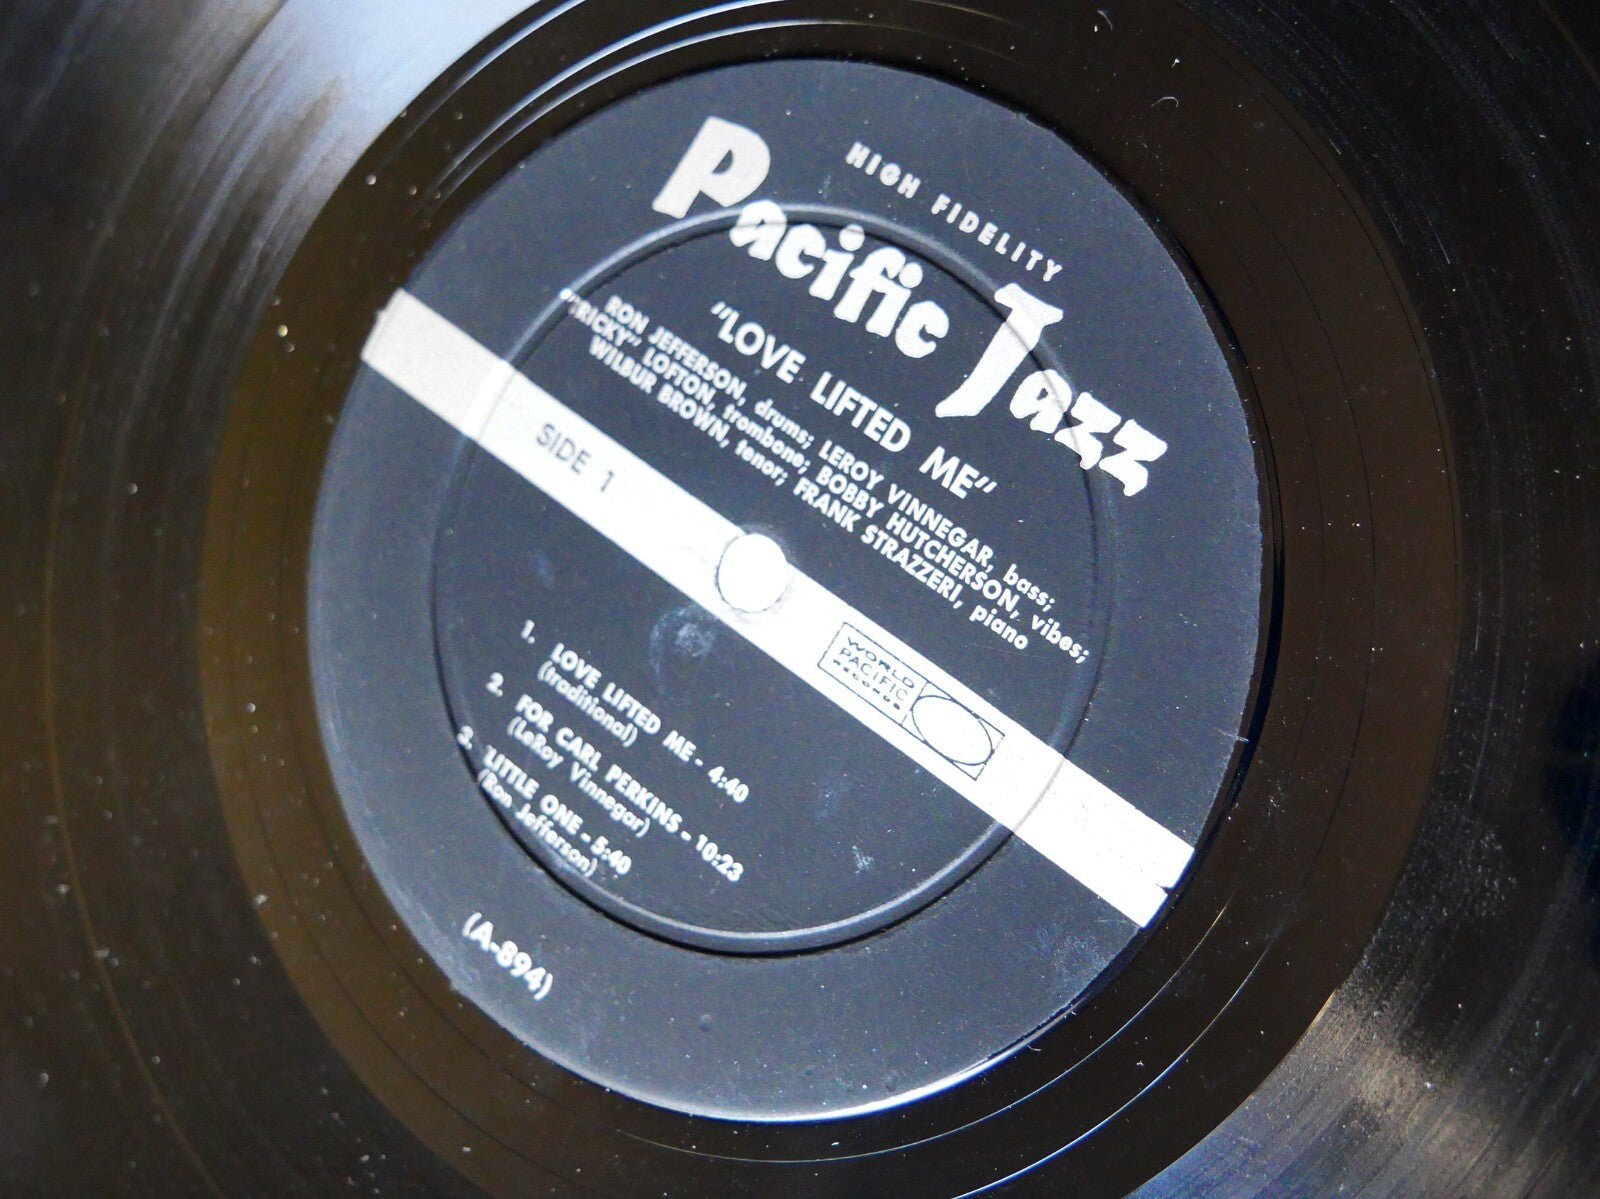 HIGH FIDELITY
Pacific Jazz
"LOVE LIFTED ME"
RON JEFFERSON, drums; LEROY VINNEGAR, bass;
"TRICKY" LOFTON, trombone; BOBBY HUTCHERSON, vibes;
WILBUR BROWN, tenor; FRANK STRAZZERI, piano
SIDE 1
WORLD
PACIFIC
RECORDS
1. LOVE LIFTED ME - 4:40
(traditional)
2. FOR CARL PERKINS - 10:23
(LeRoy Vinnegar)
3. LITTLE ONE - 5:40
(Ron Jefferson)
(A-894)